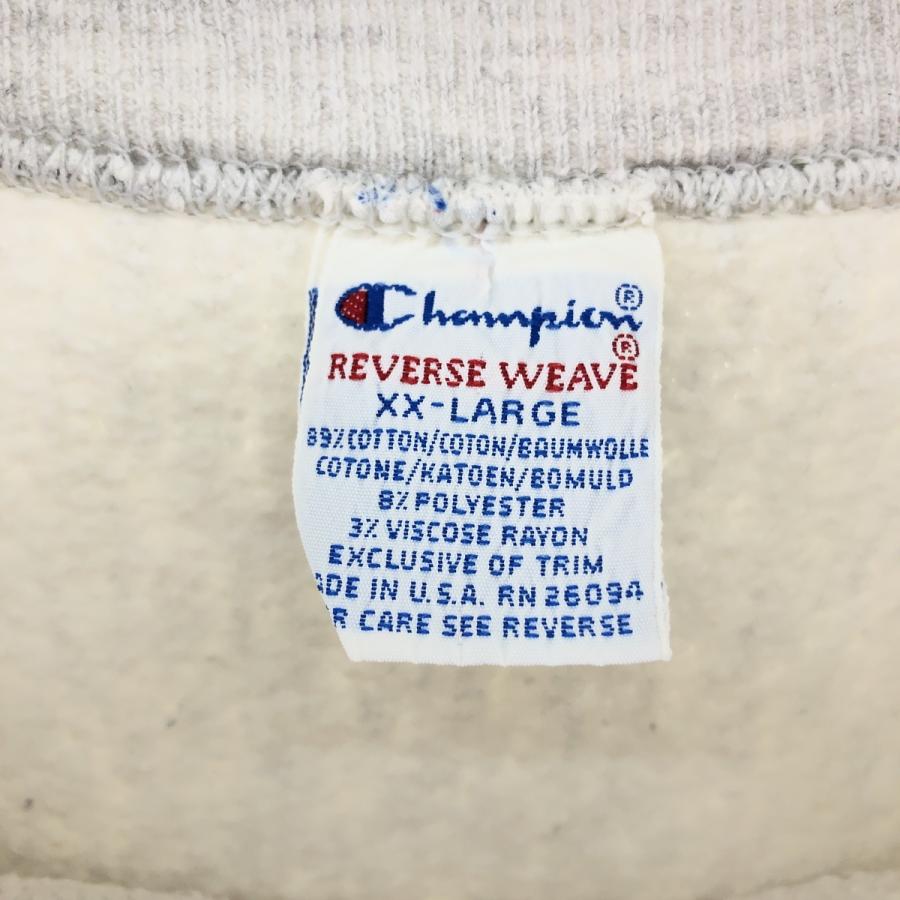 Champion®
REVERSE WEAVE®
XX-LARGE
89% COTTON/COTON/BAUMWOLLE
COTONE/KATOEN/BOMULD
8% POLYESTER
3% VISCOSE RAYON
EXCLUSIVE OF TRIM
ADE IN U.S.A. RN 26094
R CARE SEE REVERSE